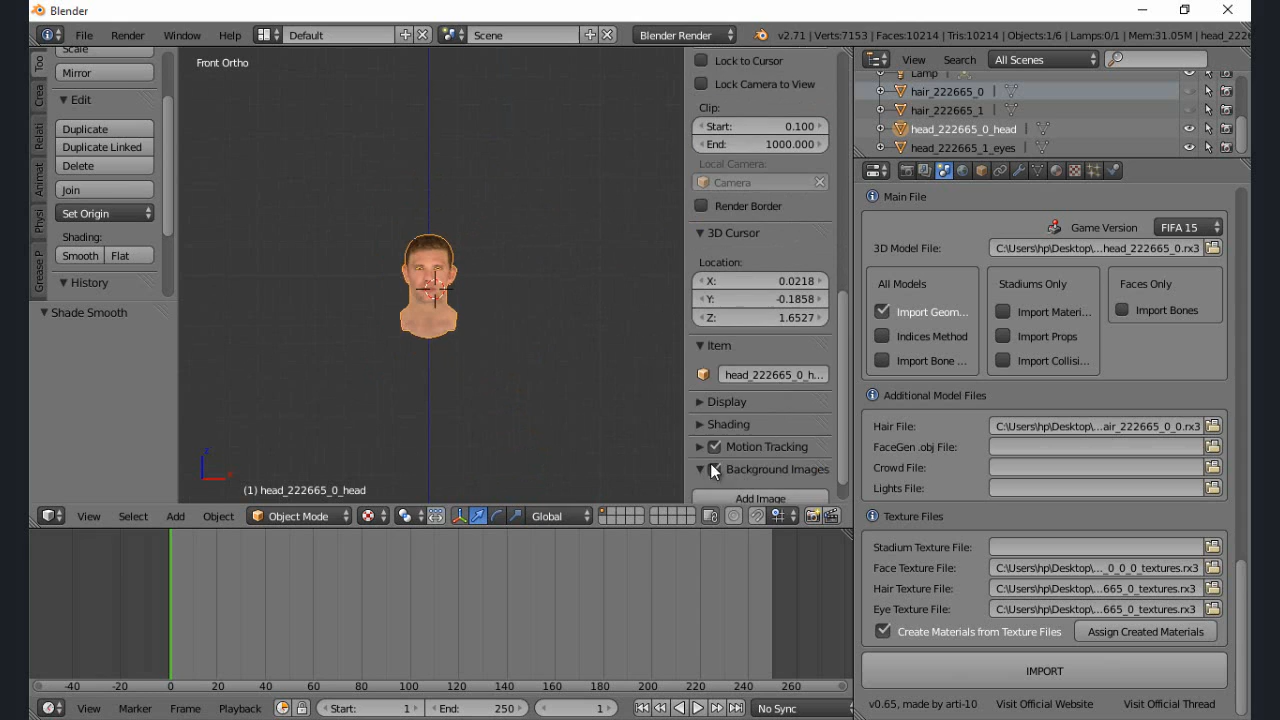 Blender
File Render Window Help Default Scene Blender Render v2.71 | Verts:7153 | Faces:10214 | Tris:10214 | Objects:1/6 | Lamps:0/1 | Mem:31.05M | head_222
Scale
Mirror
Edit
Duplicate
Duplicate Linked
Delete
Join
Set Origin
Shading:
Smooth Flat
History
Shade Smooth
Too
Crea
Relati
Animat
Physi
Grease P
Front Ortho
(1) head_222665_0_head
Lock to Cursor
Lock Camera to View
Clip:
Start: 0.100
End: 1000.000
Local Camera:
Camera
Render Border
3D Cursor
Location:
X: 0.0218
Y: -0.1858
Z: 1.6527
Item
head_222665_0_h...
Display
Shading
Motion Tracking
Background Images
Add Image
View Select Add Object Object Mode Global
-40 -20 0 20 40 60 80 100 120 140 160 180 200 220 240 260
View Marker Frame Playback Start: 1 End: 250 1 No Sync
View Search All Scenes
Lamp
hair_222665_0
hair_222665_1
head_222665_0_head
head_222665_1_eyes
Main File
Game Version FIFA 15
3D Model File: C:\Users\hp\Desktop\...head_222665_0.rx3
All Models Stadiums Only Faces Only
Import Geom... Import Materi... Import Bones
Indices Method Import Props
Import Bone ... Import Collisi...
Additional Model Files
Hair File: C:\Users\hp\Desktop\...air_222665_0_0.rx3
FaceGen .obj File:
Crowd File:
Lights File:
Texture Files
Stadium Texture File:
Face Texture File: C:\Users\hp\Desktop\..._0_0_0_textures.rx3
Hair Texture File: C:\Users\hp\Desktop\...665_0_textures.rx3
Eye Texture File: C:\Users\hp\Desktop\...665_0_textures.rx3
Create Materials from Texture Files Assign Created Materials
IMPORT
v0.65, made by arti-10 Visit Official Website Visit Official Thread